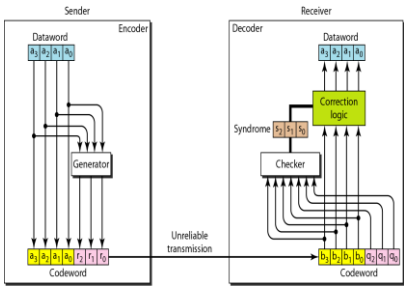 Sender
Receiver
Encoder
Decoder
Dataword
a3 a2 a1 a0
Generator
a3 a2 a1 a0 r2 r1 r0
Codeword
Unreliable
transmission
Dataword
a3 a2 a1 a0
Correction
logic
Syndrome s2 s1 s0
Checker
b3 b2 b1 b0 q2 q1 q0
Codeword